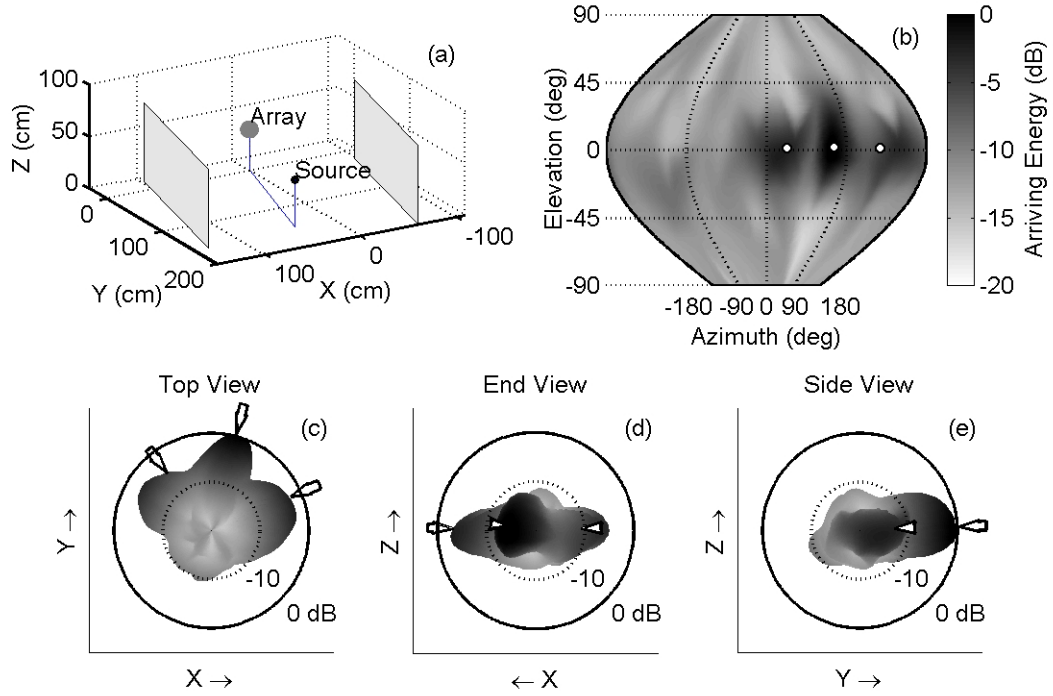 (a)
100
50
0
Z (cm)
Array
Source
0
100
200
Y (cm)
100
0
-100
X (cm)
(b)
90
45
0
-45
-90
Elevation (deg)
-180 -90 0 90 180
Azimuth (deg)
0
-5
-10
-15
-20
Arriving Energy (dB)
Top View
(c)
Y →
-10
0 dB
X →
End View
(d)
Z →
-10
0 dB
← X
Side View
(e)
Z →
-10
0 dB
Y →